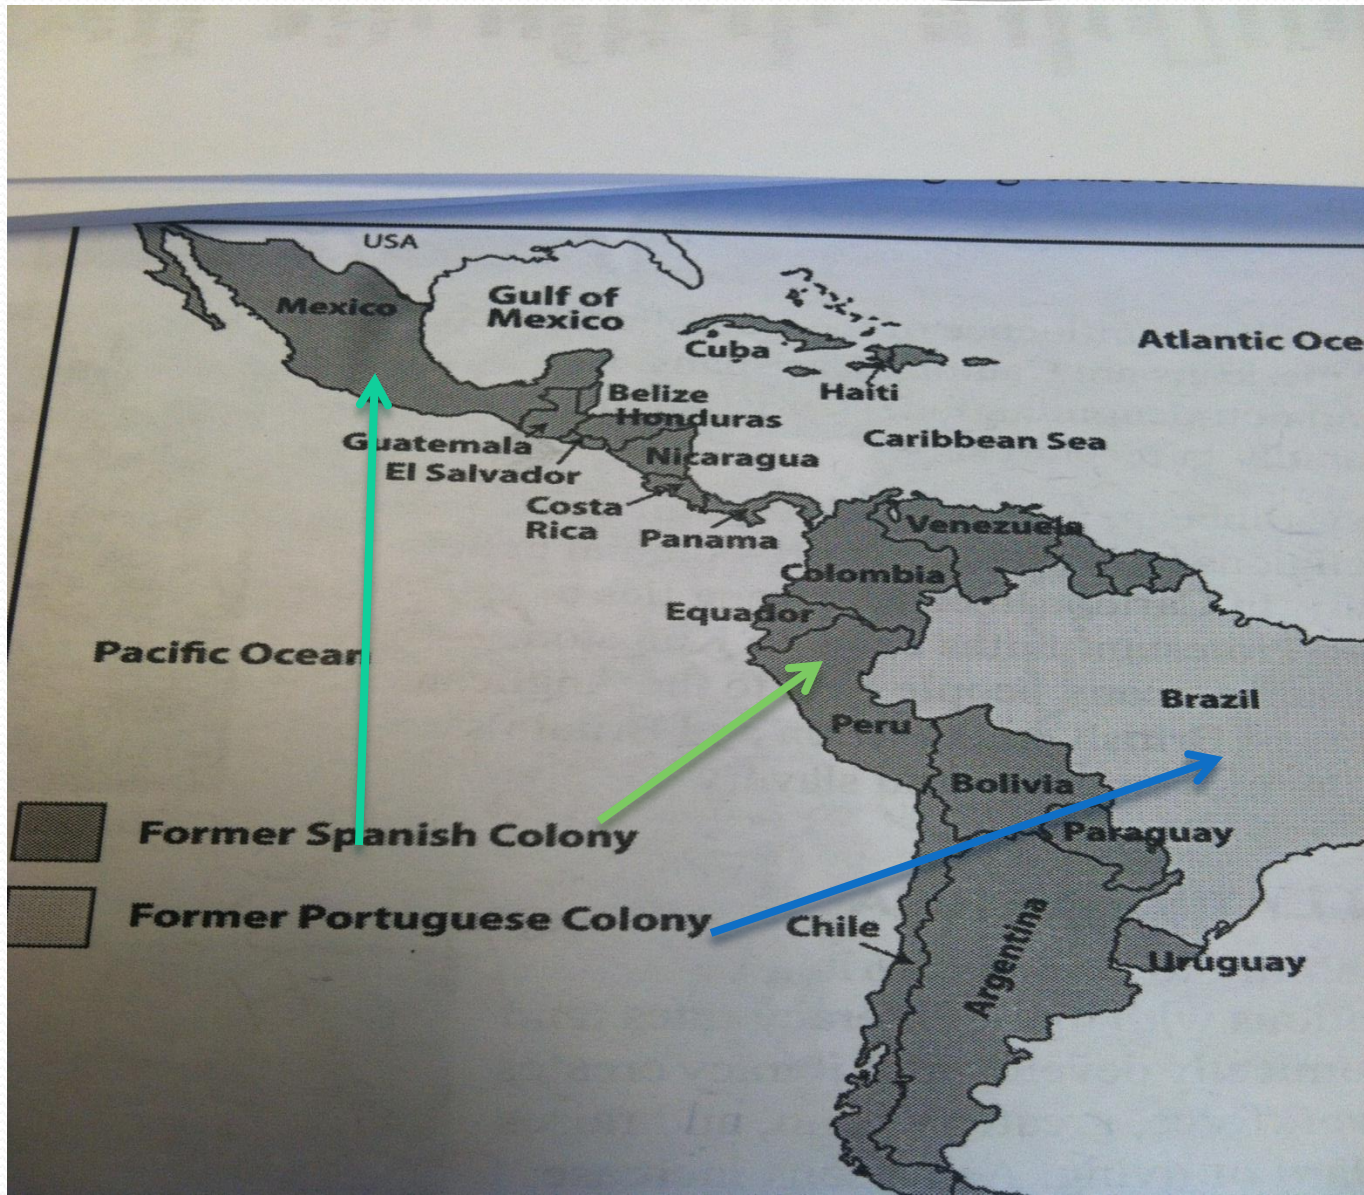 USA
Mexico
Gulf of
Mexico
Atlantic Oce
Cuba
Haiti
Belize
Honduras
Guatemala
Caribbean Sea
El Salvador
Nicaragua
Costa
Rica
Panama
Venezuela
Colombia
Equador
Pacific Ocean
Brazil
Peru
Bolivia
Former Spanish Colony
Paraguay
Former Portuguese Colony
Chile
Argentina
Uruguay